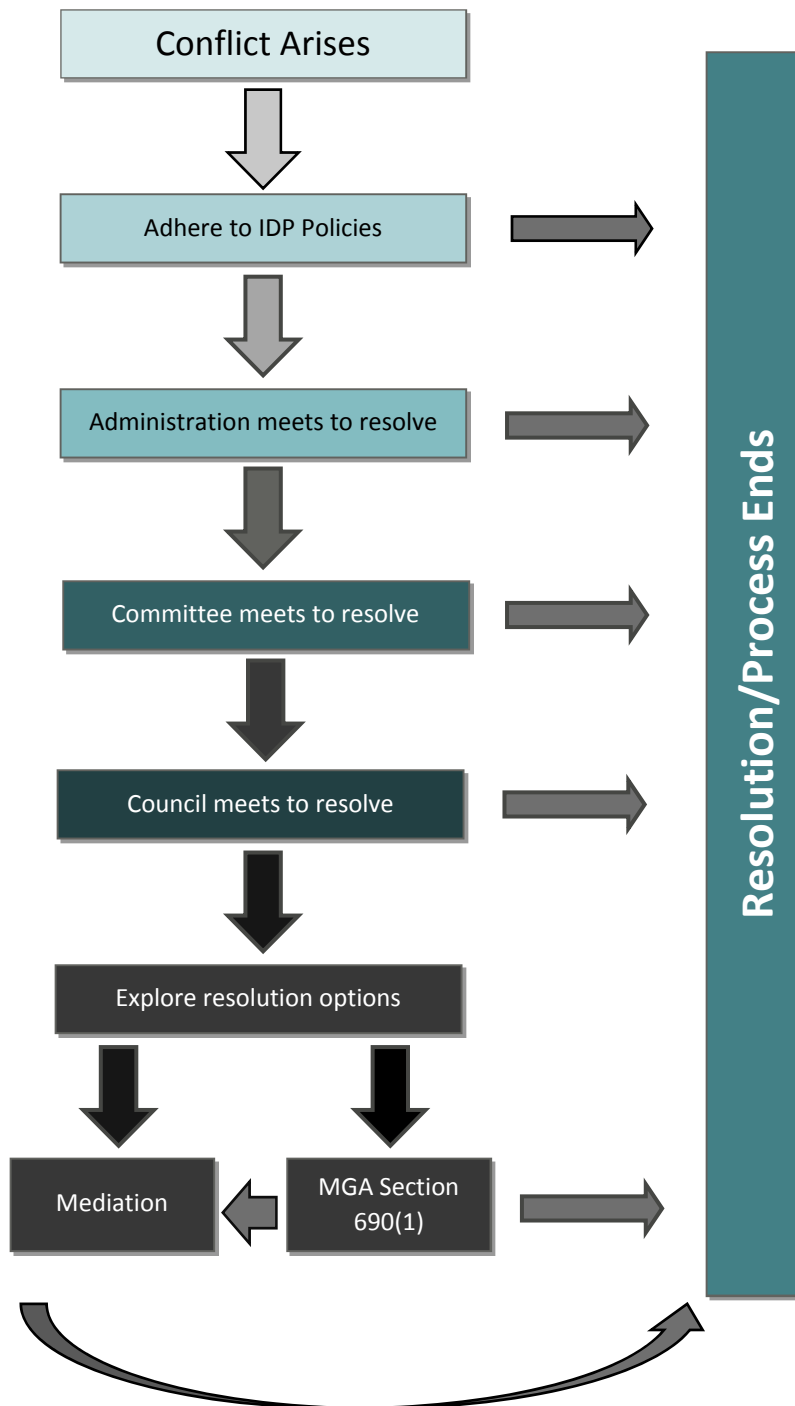 Conflict Arises
Adhere to IDP Policies
Administration meets to resolve
Committee meets to resolve
Council meets to resolve
Explore resolution options
Mediation
MGA Section
690(1)
Resolution/Process Ends